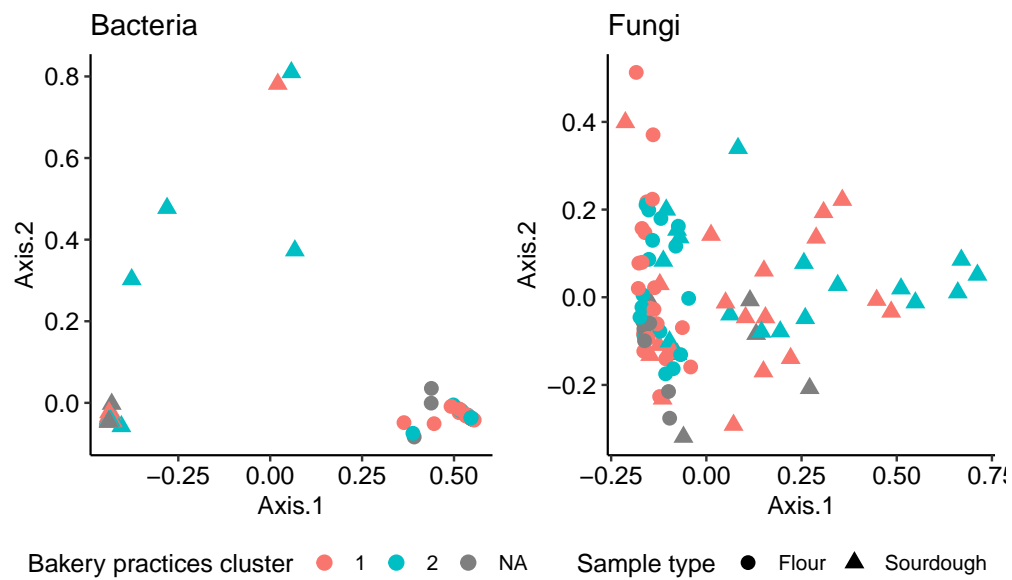 Bacteria
Fungi
0.8
0.6
0.4
0.2
0.0
Axis.2
−0.25
0.00
0.25
0.50
Axis.1
0.4
0.2
0.0
−0.2
Axis.2
−0.25
0.00
0.25
0.50
0.75
Axis.1
Bakery practices cluster 1 2 NA
Sample type Flour Sourdough